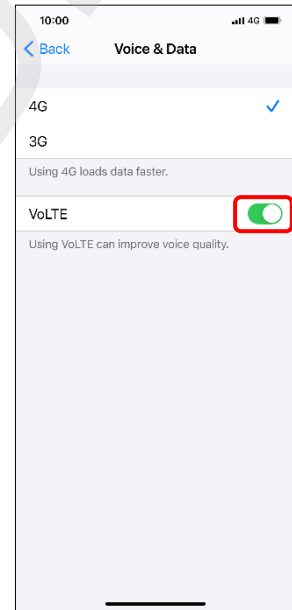 10:00 4G
Back Voice & Data
4G
3G
Using 4G loads data faster.
VoLTE
Using VoLTE can improve voice quality.